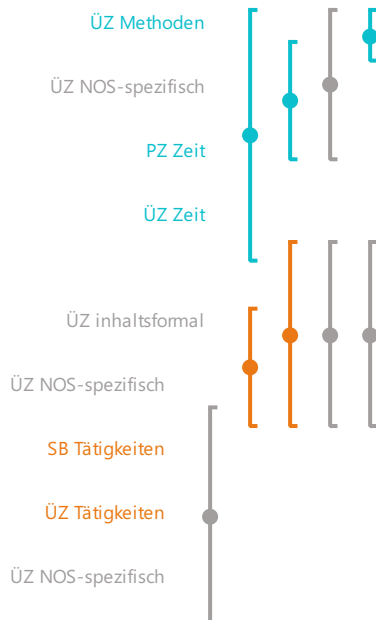 ÜZ Methoden
ÜZ NOS-spezifisch
PZ Zeit
ÜZ Zeit
ÜZ inhaltsformal
ÜZ NOS-spezifisch
SB Tätigkeiten
ÜZ Tätigkeiten
ÜZ NOS-spezifisch